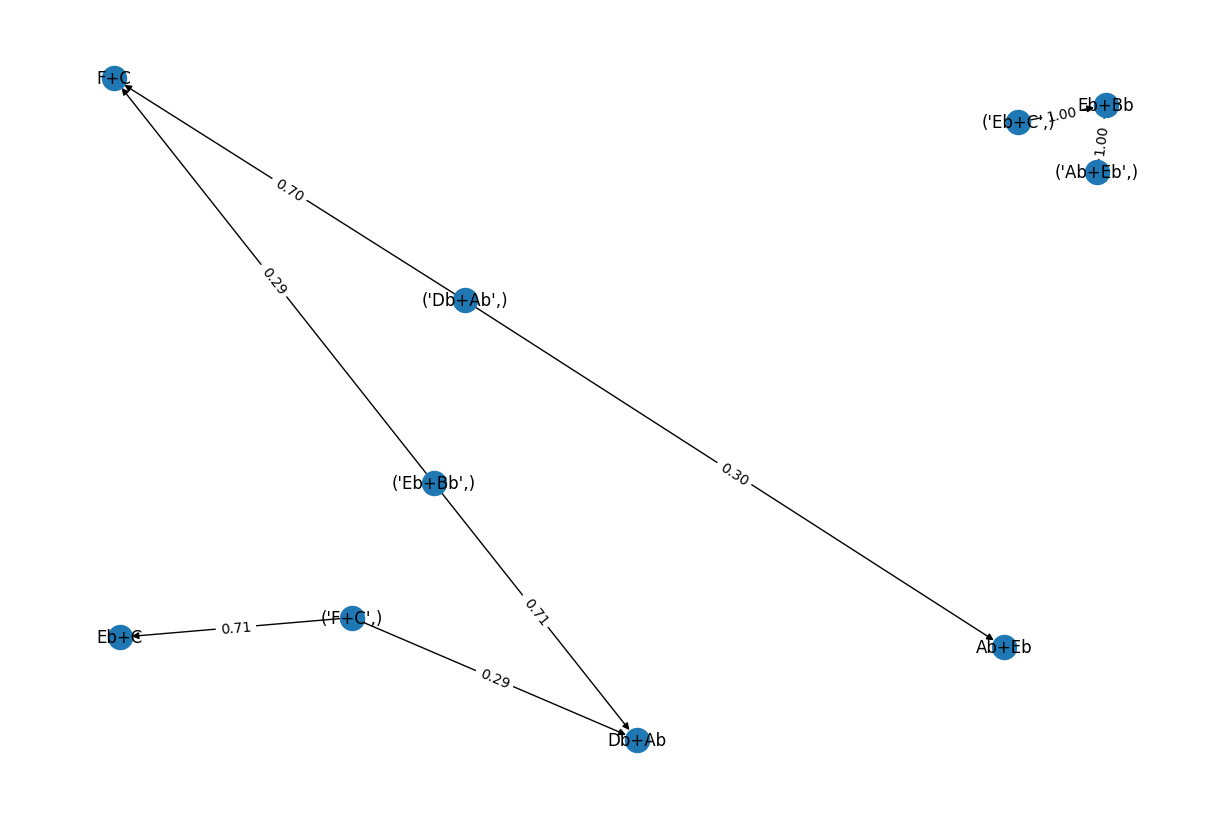 F+C
Eb+Bb
('Eb+C',)
1.00
1.00
('Ab+Eb',)
0.70
0.29
('Db+Ab',)
0.30
('Eb+Bb',)
0.71
('F+C',)
0.71
Eb+C
Ab+Eb
0.29
Db+Ab